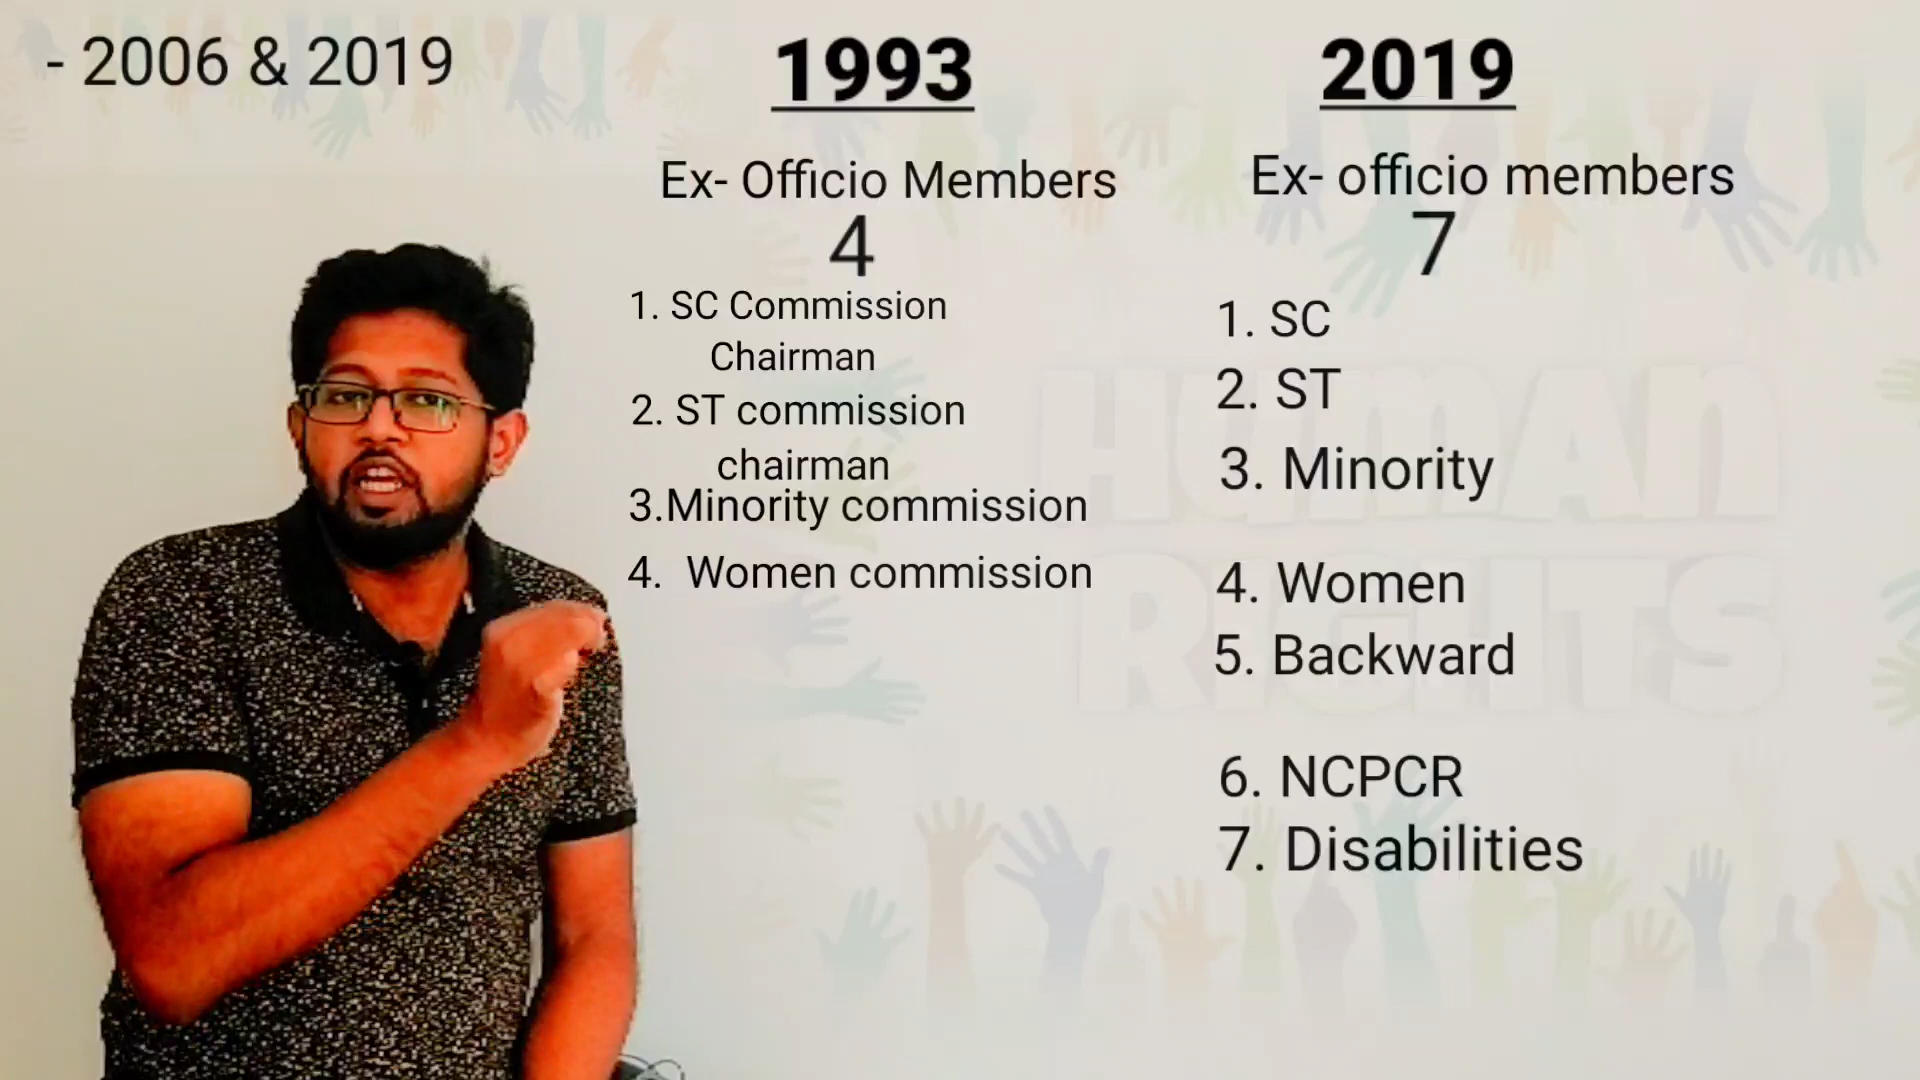 - 2006 & 2019
1993
Ex- Officio Members
4
1. SC Commission
Chairman
2. ST commission
chairman
3.Minority commission
4. Women commission
2019
Ex- officio members
7
1. SC
2. ST
3. Minority
4. Women
5. Backward
6. NCPCR
7. Disabilities
HUMAN
RIGHTS